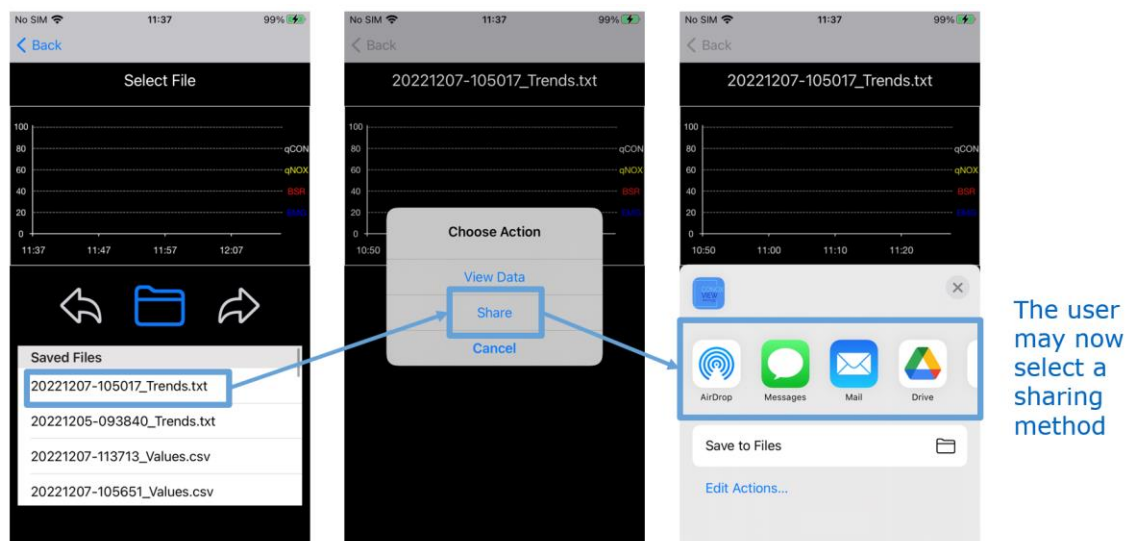 No SIM 11:37 99%
Back
Select File
100
80
60
40
20
0
qCON
qNOX
BSR
EMG
11:37 11:47 11:57 12:07
Saved Files
20221207-105017_Trends.txt
20221205-093840_Trends.txt
20221207-113713_Values.csv
20221207-105651_Values.csv
No SIM 11:37 99%
Back
20221207-105017_Trends.txt
100
80
60
40
20
0
qCON
qNOX
BSR
EMG
10:50
Choose Action
View Data
Share
Cancel
No SIM 11:37 99%
Back
20221207-105017_Trends.txt
100
80
60
40
20
0
qCON
qNOX
BSR
EMG
10:50 11:00 11:10 11:20
VIEW
AirDrop Messages Mail Drive
Save to Files
Edit Actions...
The user
may now
select a
sharing
method